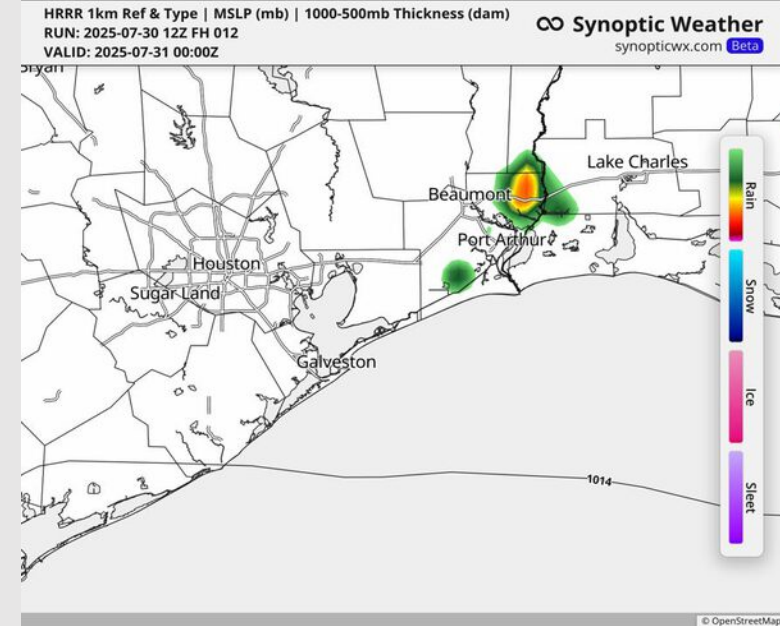 HRRR 1km Ref & Type | MSLP (mb) | 1000-500mb Thickness (dam)
RUN: 2025-07-30 12Z FH 012
VALID: 2025-07-31 00:00Z
Synoptic Weather
synopticwx.com Beta
Bryan
Lake Charles
Beaumont
Port Arthur
Houston
Sugar Land
Galveston
1014
Rain
Snow
Ice
Sleet
© OpenStreetMap